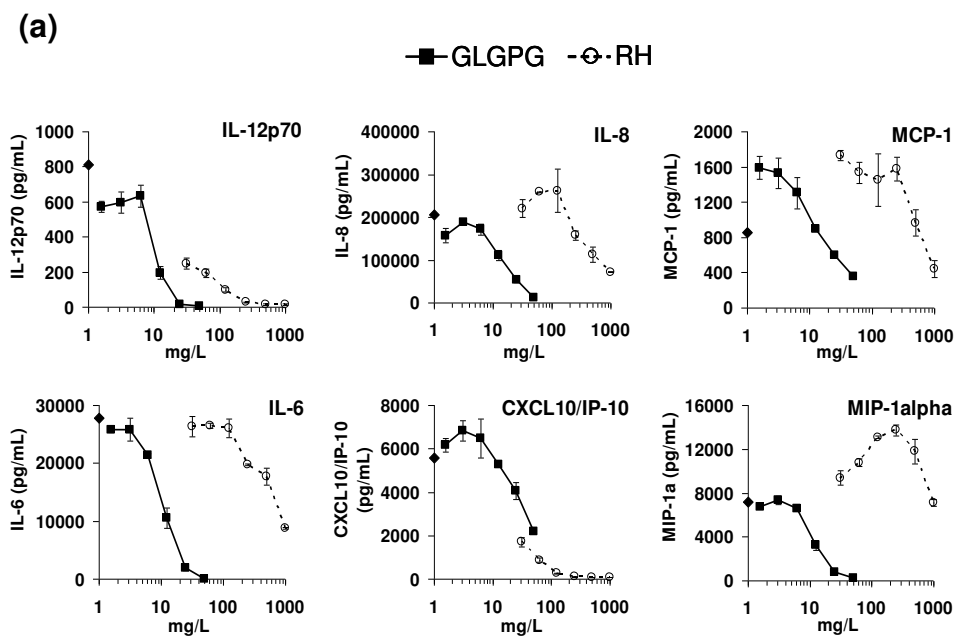 (a)
GLGPG RH
IL-12p70
IL-12p70 (pg/mL)
1000
800
600
400
200
0
1 10 100 1000
mg/L
IL-8
IL-8 (pg/mL)
400000
300000
200000
100000
0
1 10 100 1000
mg/L
MCP-1
MCP-1 (pg/mL)
2000
1600
1200
800
400
0
1 10 100 1000
mg/L
IL-6
IL-6 (pg/mL)
30000
20000
10000
0
1 10 100 1000
mg/L
CXCL10/IP-10
CXCL10/IP-10
(pg/mL)
8000
6000
4000
2000
0
1 10 100 1000
mg/L
MIP-1alpha
MIP-1a (pg/mL)
16000
12000
8000
4000
0
1 10 100 1000
mg/L